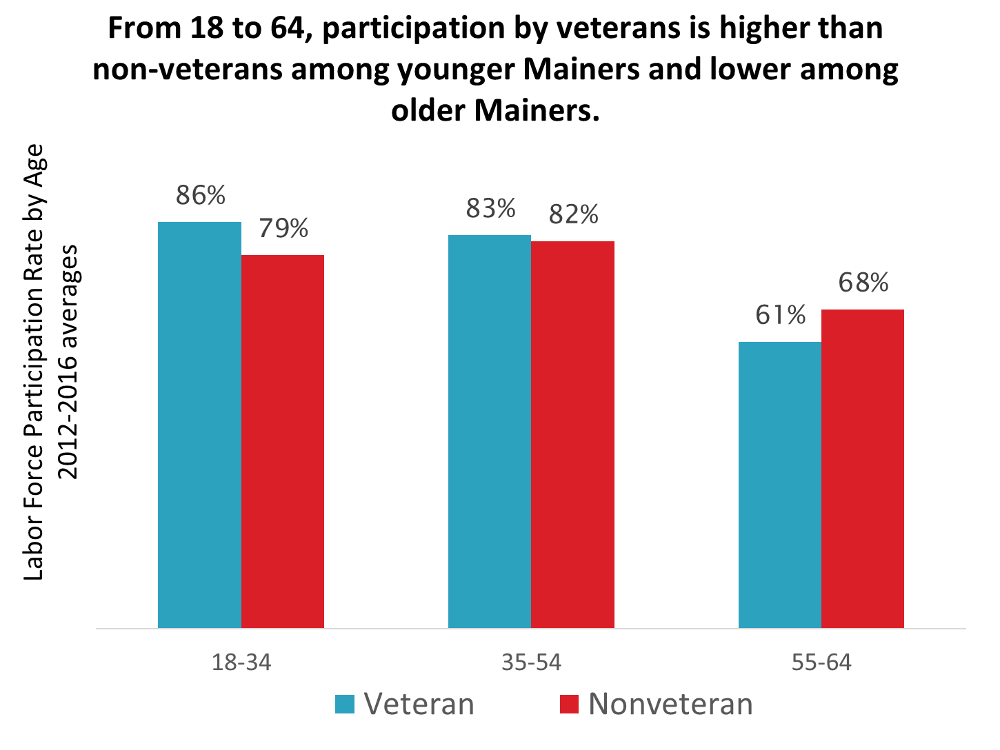 From 18 to 64, participation by veterans is higher than
non-veterans among younger Mainers and lower among
older Mainers.
Labor Force Participation Rate by Age
2012-2016 averages
86%
79%
83%
82%
61%
68%
18-34
35-54
55-64
Veteran
Nonveteran